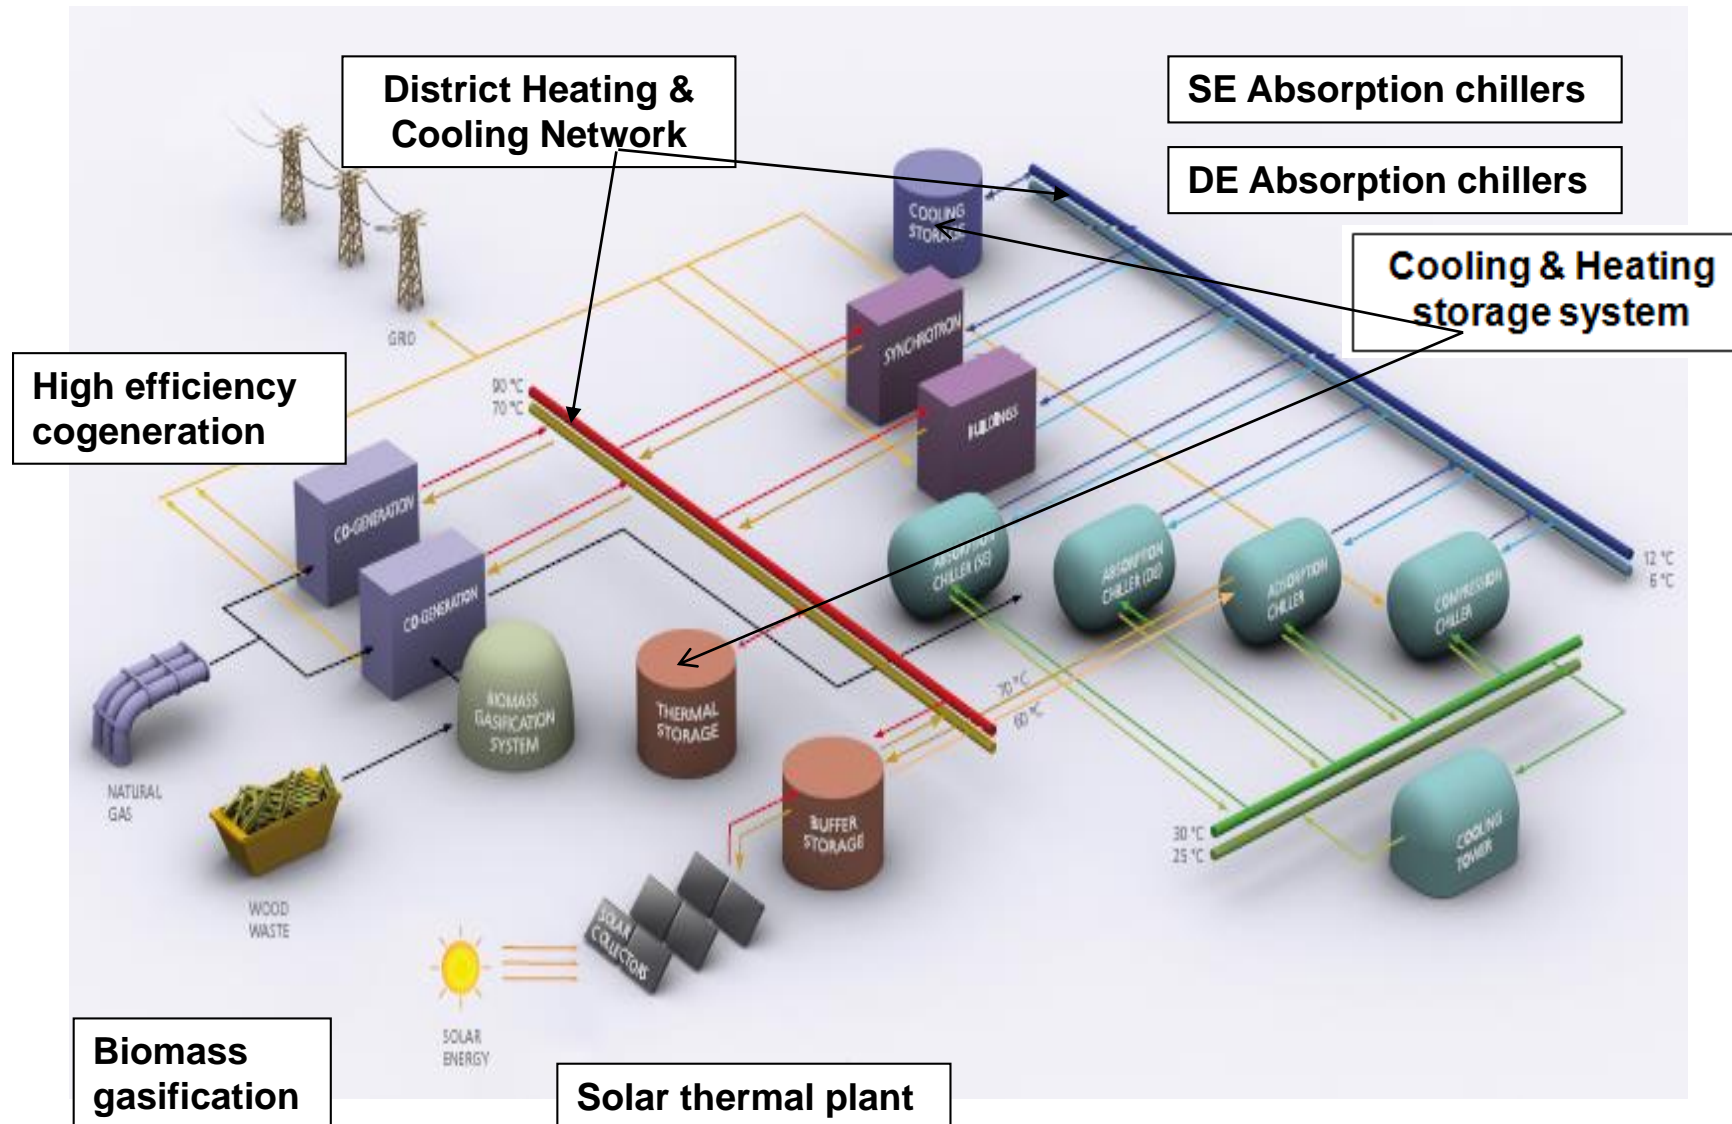 District Heating &
Cooling Network
SE Absorption chillers
DE Absorption chillers
Cooling & Heating
storage system
High efficiency
cogeneration
Biomass
gasification
Solar thermal plant
GRID
COOLING
STORAGE
SYNCHROTRON
BUILDINGS
90 °C
70 °C
CO-GENERATION
CO-GENERATION
ABSORPTION
CHILLER (SE)
ABSORPTION
CHILLER (DE)
ADSORPTION
CHILLER
COMPRESSION
CHILLER
12 °C
6 °C
BIOMASS
GASIFICATION
SYSTEM
THERMAL
STORAGE
70 °C
60 °C
NATURAL
GAS
WOOD
WASTE
BUFFER
STORAGE
30 °C
25 °C
COOLING
TOWER
SOLAR
COLLECTORS
SOLAR
ENERGY